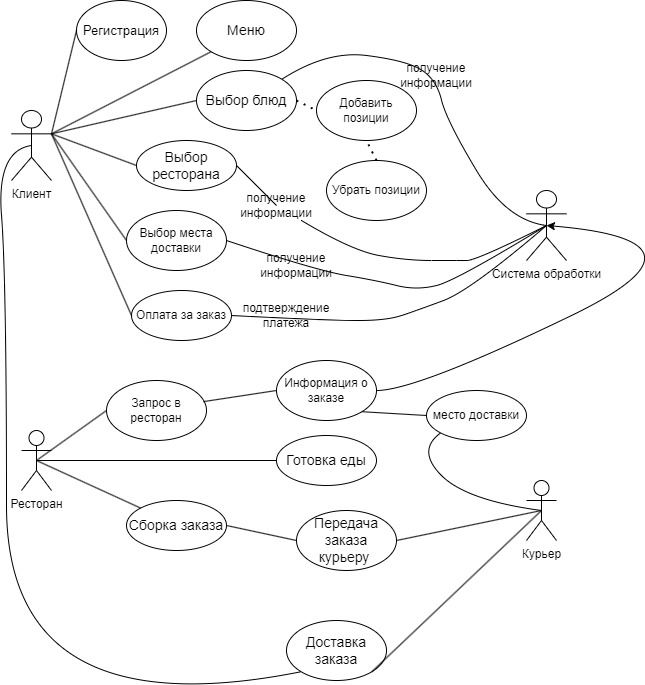 Регистрация
Меню
Выбор блюд
получение
информации
Добавить
позиции
Выбор
ресторана
Убрать позиции
Клиент
получение
информации
Выбор места
доставки
получение
информации
Система обработки
Оплата за заказ
подтверждение
платежа
Запрос в
ресторан
Информация о
заказе
место доставки
Готовка еды
Ресторан
Сборка заказа
Передача
заказа
курьеру
Курьер
Доставка
заказа